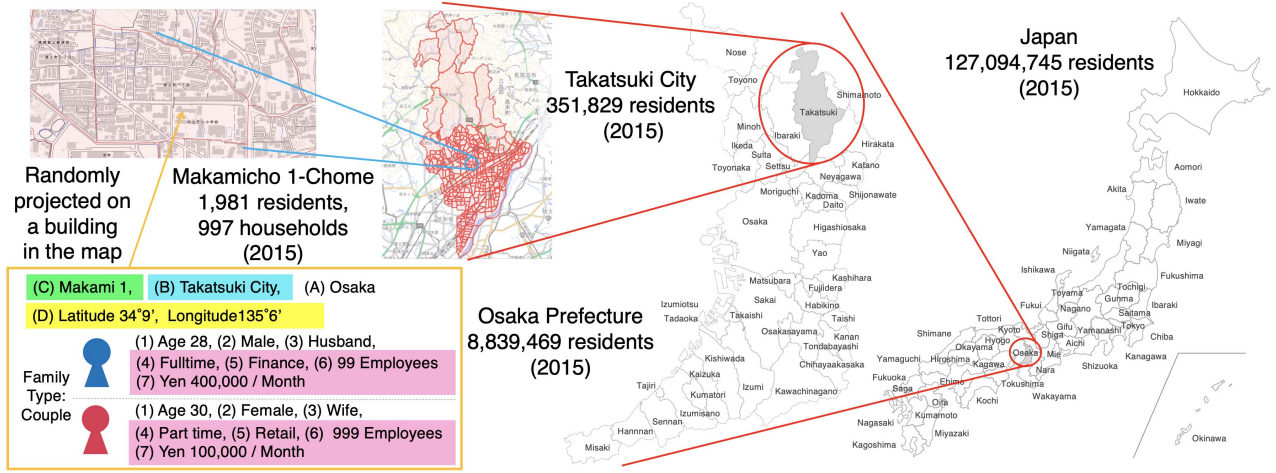 Randomly
projected on
a building
in the map
Makamicho 1-Chome
1,981 residents,
997 households
(2015)
(C) Makami 1, (B) Takatsuki City, (A) Osaka
(D) Latitude 34˚9′, Longitude135˚6′
Family
Type:
Couple
(1) Age 28, (2) Male, (3) Husband,
(4) Fulltime, (5) Finance, (6) 99 Employees
(7) Yen 400,000 / Month
(1) Age 30, (2) Female, (3) Wife,
(4) Part time, (5) Retail, (6) 999 Employees
(7) Yen 100,000 / Month
Takatsuki City
351,829 residents
(2015)
Osaka Prefecture
8,839,469 residents
(2015)
Nose
Toyono
Shimamoto
Takatsuki
Minoh
Ibaraki
Ikeda
Suita
Hirakata
Toyonaka
Settsu
Katano
Neyagawa
Moriguchi
Kadoma
Shijonawate
Daito
Osaka
Higashiosaka
Yao
Matsubara
Kashihara
Fujiidera
Sakai
Habikino
Izumiotsu
Tadaoka
Takaishi
Taishi
Osakasayama
Kanan
Tondabayashi
Chihayaakasaka
Kishiwada
Kaizuka
Tajiri
Kumatori
Izumi
Kawachinagano
Izumisano
Sennan
Hannnan
Misaki
Japan
127,094,745 residents
(2015)
Hokkaido
Aomori
Akita
Iwate
Yamagata
Miyagi
Niigata
Ishikawa
Fukushima
Toyama
Tochigi
Gunma
Fukui
Nagano
Ibaraki
Saitama
Tottori
Kyoto
Gifu
Yamanashi
Tokyo
Shimane
Hyogo
Shiga
Aichi
Chiba
Okayama
Osaka
Mie
Kanagawa
Yamaguchi
Hiroshima
Kagawa
Nara
Shizuoka
Fukuoka
Ehime
Tokushima
Saga
Wakayama
Oita
Kochi
Nagasaki
Kumamoto
Miyazaki
Kagoshima
Okinawa